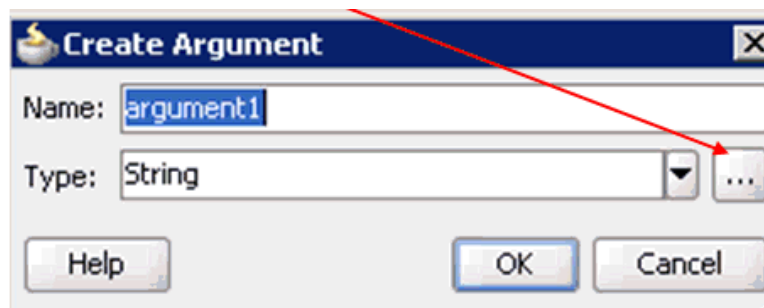 Create Argument
Name: argument1
Type: String ...
Help OK Cancel